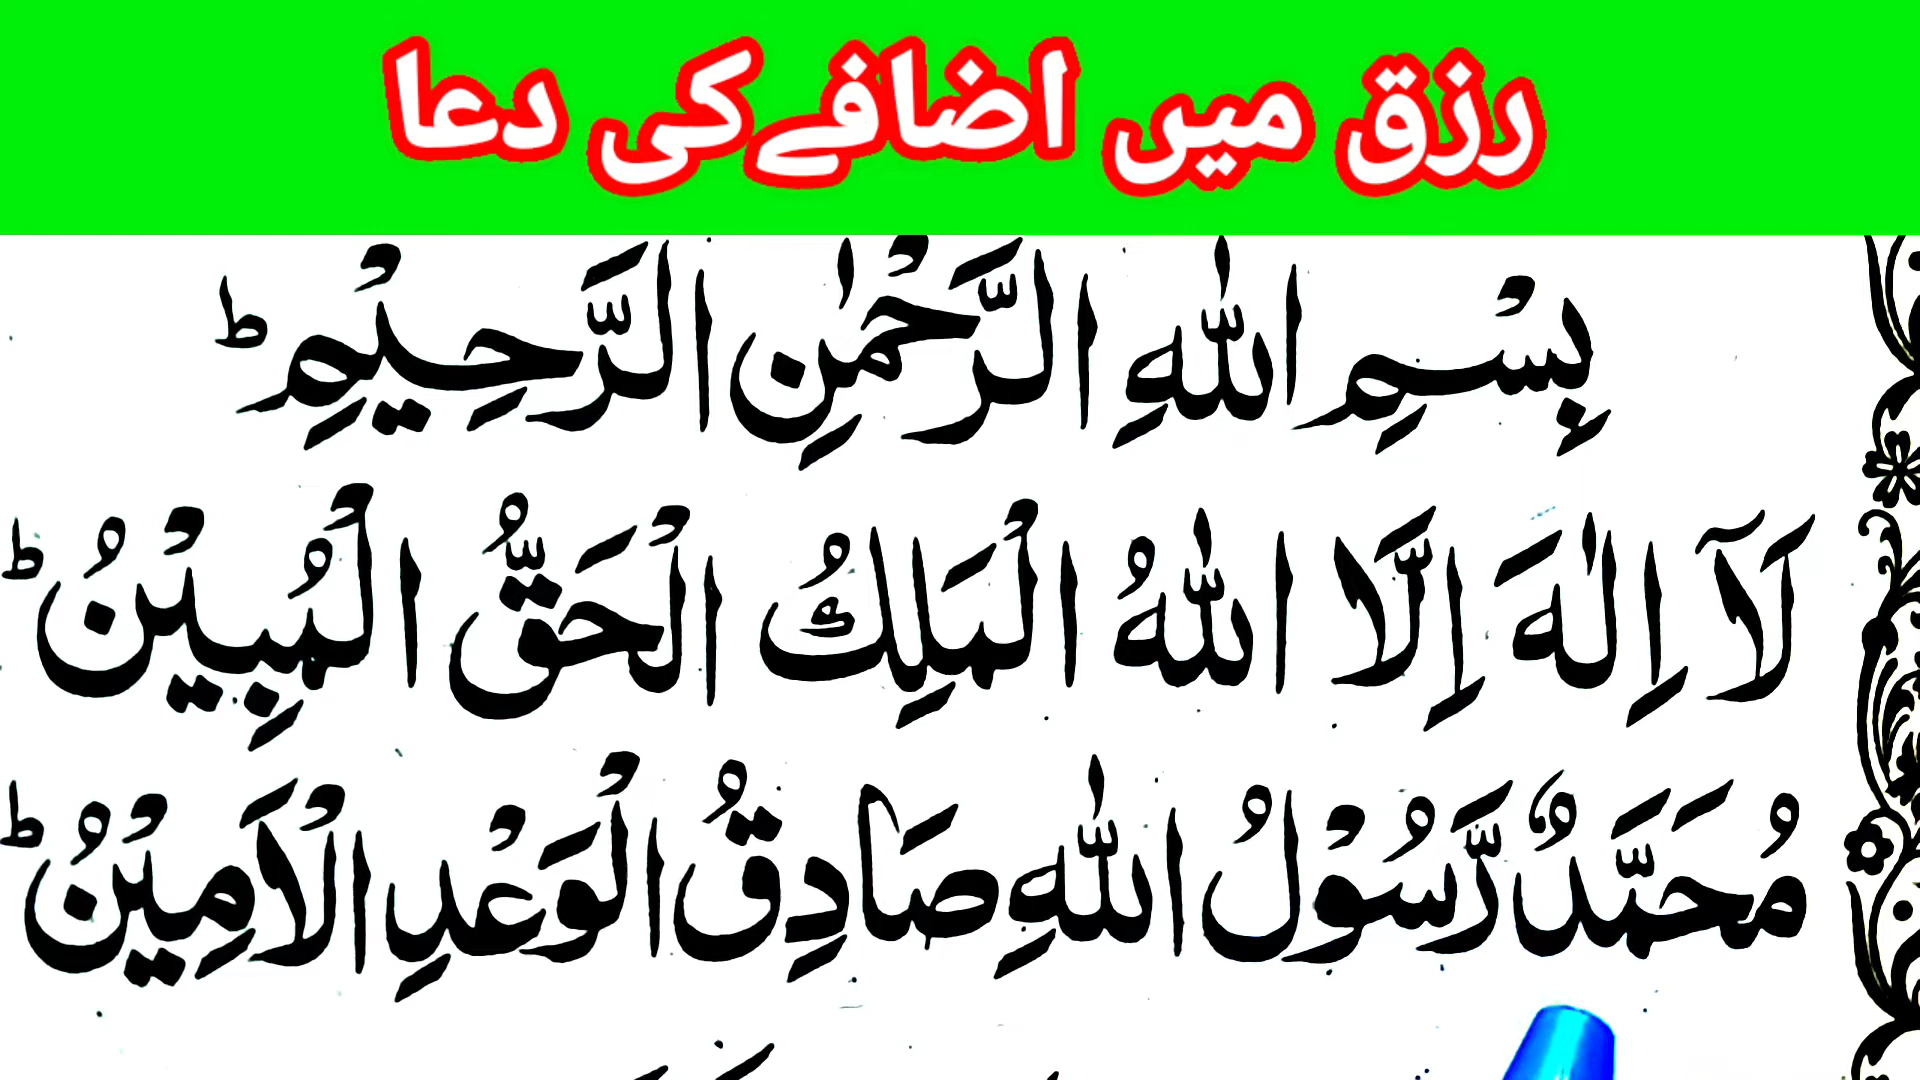 رزق میں اضافے کی دعا
بِسْمِ اللّٰهِ الرَّحْمٰنِ الرَّحِيْمِ ؕ
لَاۤ اِلٰهَ اِلَّا اللّٰهُ الْمَلِكُ الْحَقُّ الْمُبِيْنُ ؕ
مُحَمَّدٌ رَّسُوْلُ اللّٰهِ صَادِقُ الْوَعْدِ الْاَمِيْنُ ؕ